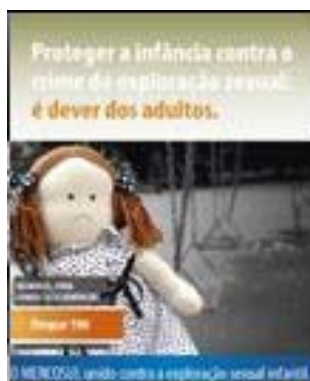 Proteger a infância contra o
crime de exploração sexual:
é dever dos adultos.
Disque 100
O MERCOSUL unido contra a exploração sexual infantil